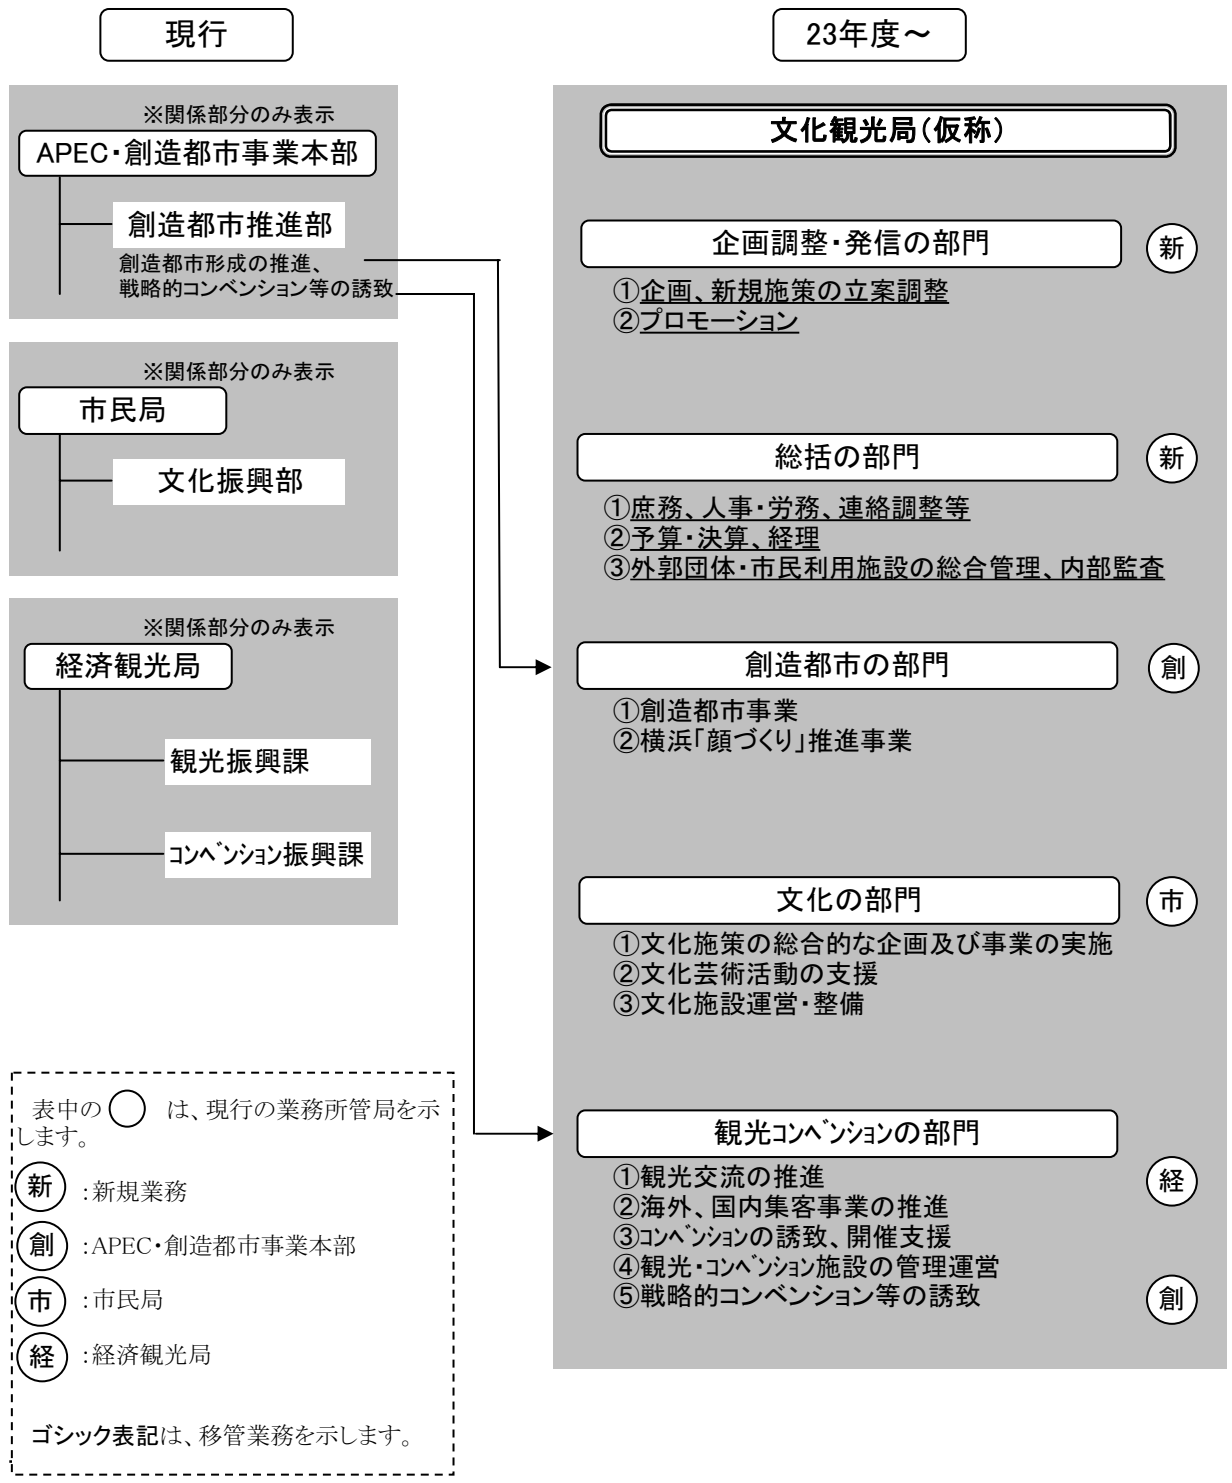 現行
※関係部分のみ表示
APEC・創造都市事業本部
創造都市推進部
創造都市形成の推進、
戦略的コンベンション等の誘致
※関係部分のみ表示
市民局
文化振興部
※関係部分のみ表示
経済観光局
観光振興課
ｺﾝﾍﾞﾝｼｮﾝ振興課
表中の○ は、現行の業務所管局を示
します。
新 :新規業務
創 :APEC・創造都市事業本部
市 :市民局
経 :経済観光局
ゴシック表記は、移管業務を示します。
23年度～
文化観光局(仮称)
企画調整・発信の部門 新
①企画、新規施策の立案調整
②プロモーション
総括の部門 新
①庶務、人事・労務、連絡調整等
②予算・決算、経理
③外郭団体・市民利用施設の総合管理、内部監査
創造都市の部門 創
①創造都市事業
②横浜「顔づくり」推進事業
文化の部門 市
①文化施策の総合的な企画及び事業の実施
②文化芸術活動の支援
③文化施設運営・整備
観光ｺﾝﾍﾞﾝｼｮﾝの部門
①観光交流の推進 経
②海外、国内集客事業の推進
③ｺﾝﾍﾞﾝｼｮﾝの誘致、開催支援
④観光・ｺﾝﾍﾞﾝｼｮﾝ施設の管理運営
⑤戦略的コンベンション等の誘致 創